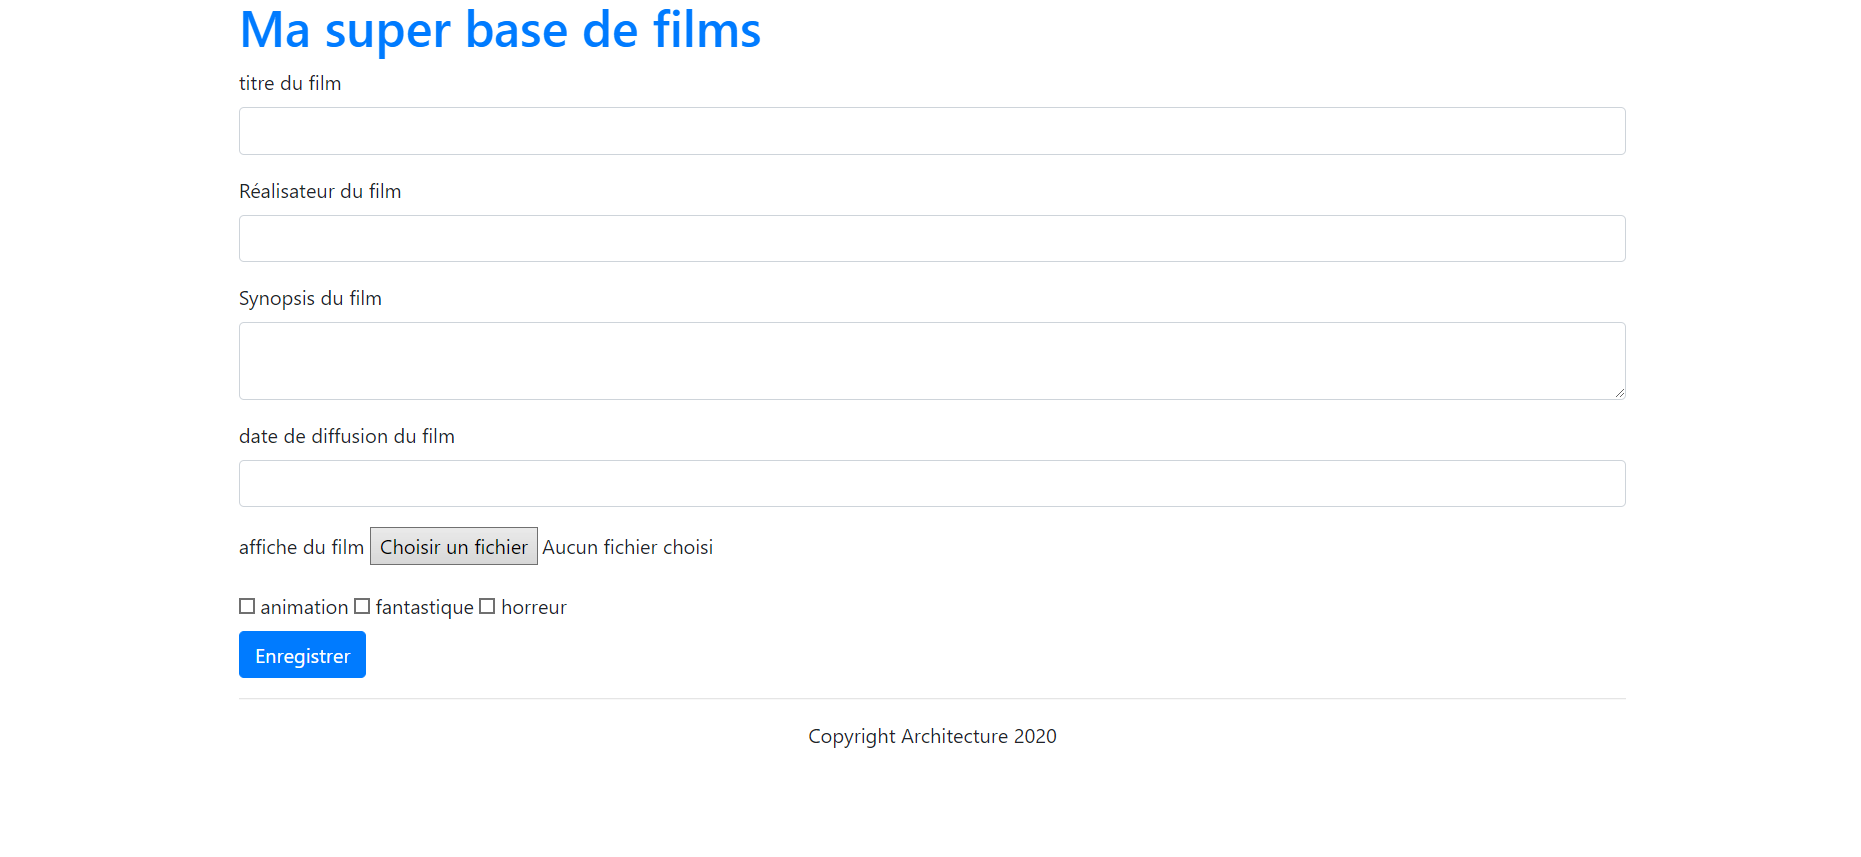 Ma super base de films
titre du film
Réalisateur du film
Synopsis du film
date de diffusion du film
affiche du film Choisir un fichier Aucun fichier choisi
animation fantastique horreur
Enregistrer
Copyright Architecture 2020